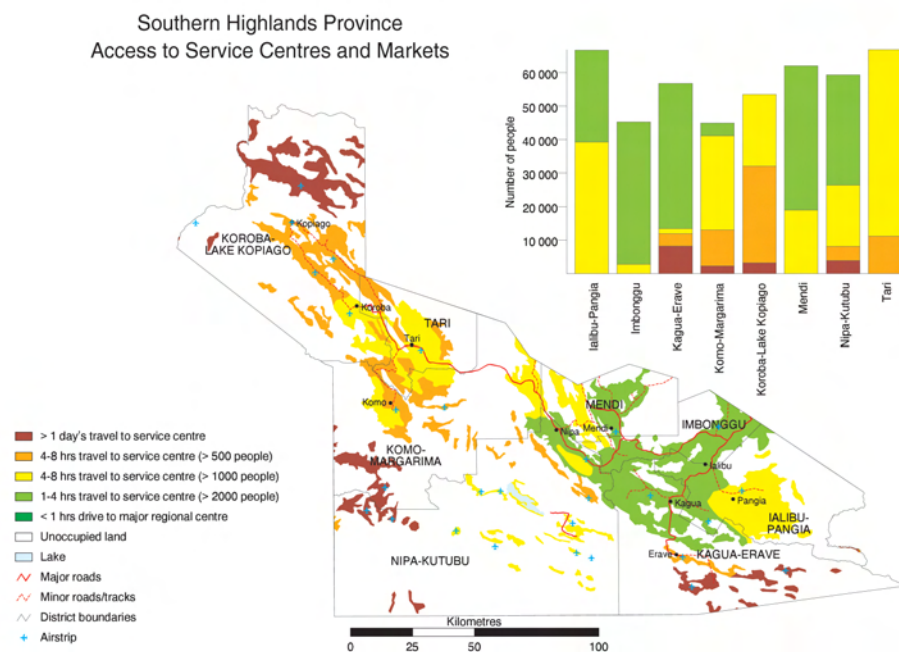 Southern Highlands Province
Access to Service Centres and Markets
Number of people
60 000
50 000
40 000
30 000
20 000
10 000
Ialibu-Pangia
Imbonggu
Kagua-Erave
Komo-Margarima
Koroba-Lake Kopiago
Mendi
Nipa-Kutubu
Tari
Kopiago
KOROBA-
LAKE KOPIAGO
Koroba
TARI
Tari
Komo
KOMO-
MARGARIMA
MENDI
Mendi
Nipa
IMBONGGU
Ialibu
Kagua
Pangia
IALIBU-
PANGIA
Erave
KAGUA-ERAVE
NIPA-KUTUBU
> 1 day's travel to service centre
4-8 hrs travel to service centre (> 500 people)
4-8 hrs travel to service centre (> 1000 people)
1-4 hrs travel to service centre (> 2000 people)
< 1 hrs drive to major regional centre
Unoccupied land
Lake
Major roads
Minor roads/tracks
District boundaries
Airstrip
Kilometres
0 25 50 100